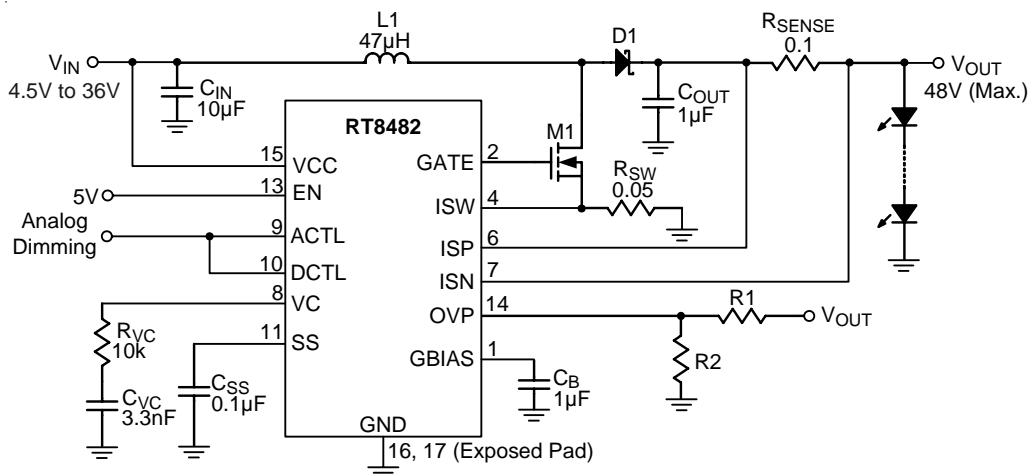 L1
47µH
D1
RSENSE
0.1
VIN
4.5V to 36V
CIN
10µF
COUT
1µF
VOUT
48V (Max.)
RT8482
M1
15
VCC
GATE
2
5V
13
EN
RSW
0.05
ISW
4
Analog
Dimming
9
ACTL
ISP
6
10
DCTL
ISN
7
8
VC
OVP
14
R1
VOUT
RVC
10k
11
SS
R2
GBIAS
1
CB
1µF
CVC
3.3nF
CSS
0.1µF
GND
16, 17 (Exposed Pad)